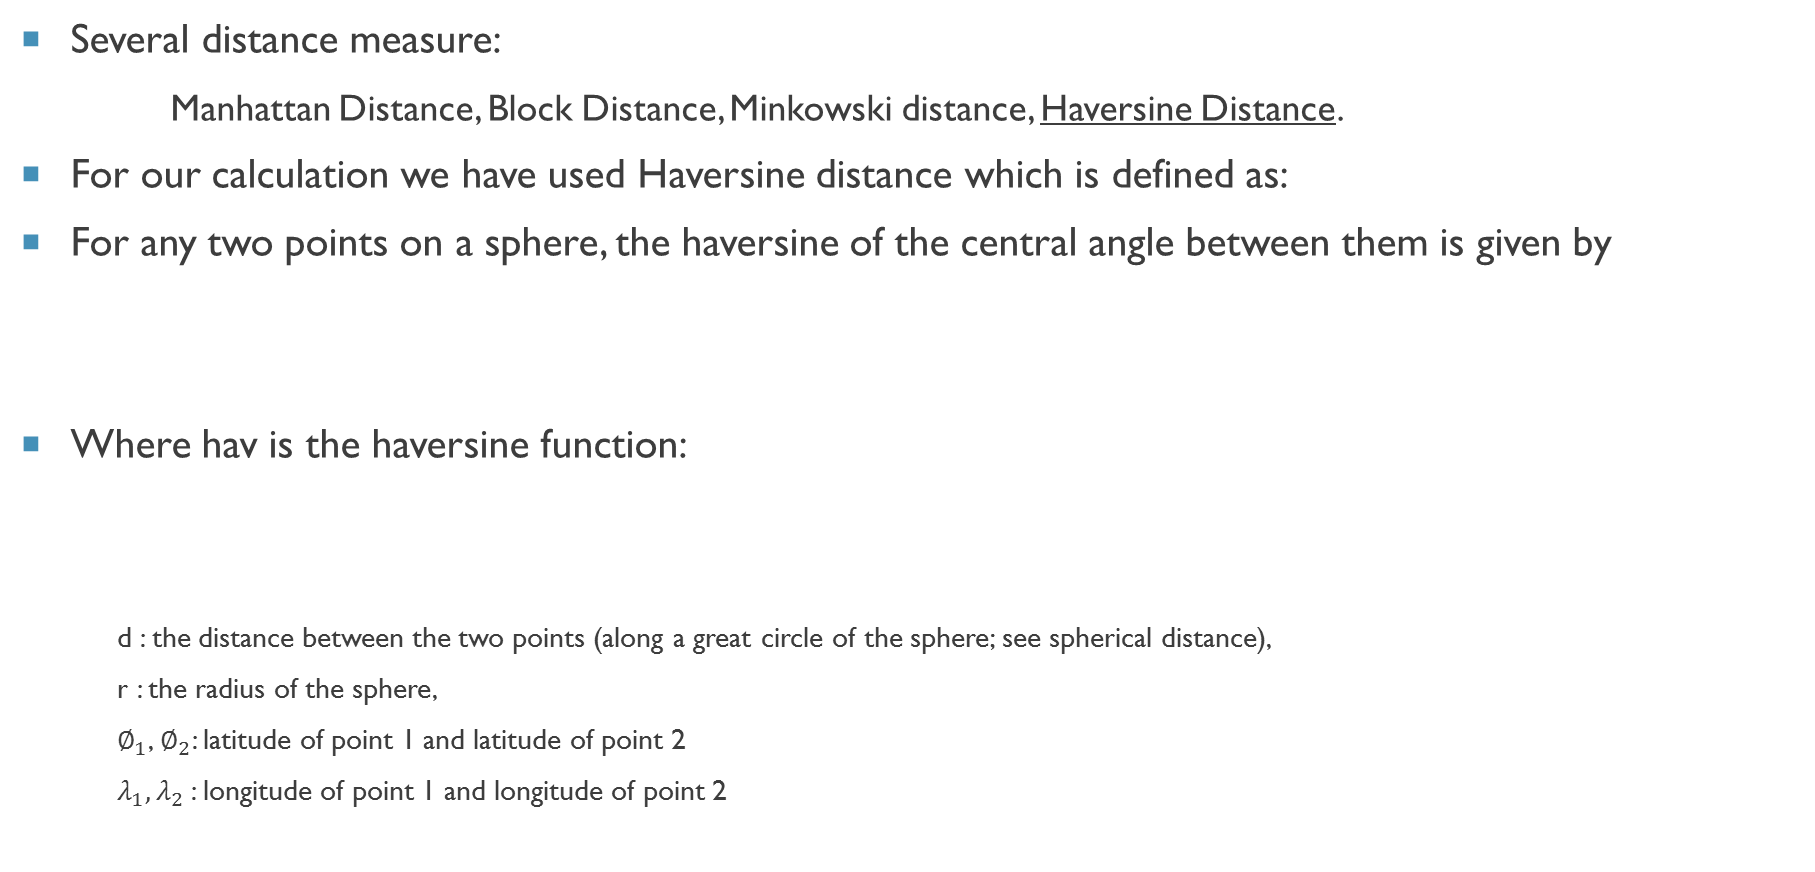 Several distance measure:
Manhattan Distance, Block Distance, Minkowski distance, Haversine Distance.
For our calculation we have used Haversine distance which is defined as:
For any two points on a sphere, the haversine of the central angle between them is given by
Where hav is the haversine function:
d : the distance between the two points (along a great circle of the sphere; see spherical distance),
r : the radius of the sphere,
∅₁, ∅₂: latitude of point 1 and latitude of point 2
λ₁, λ₂ : longitude of point 1 and longitude of point 2